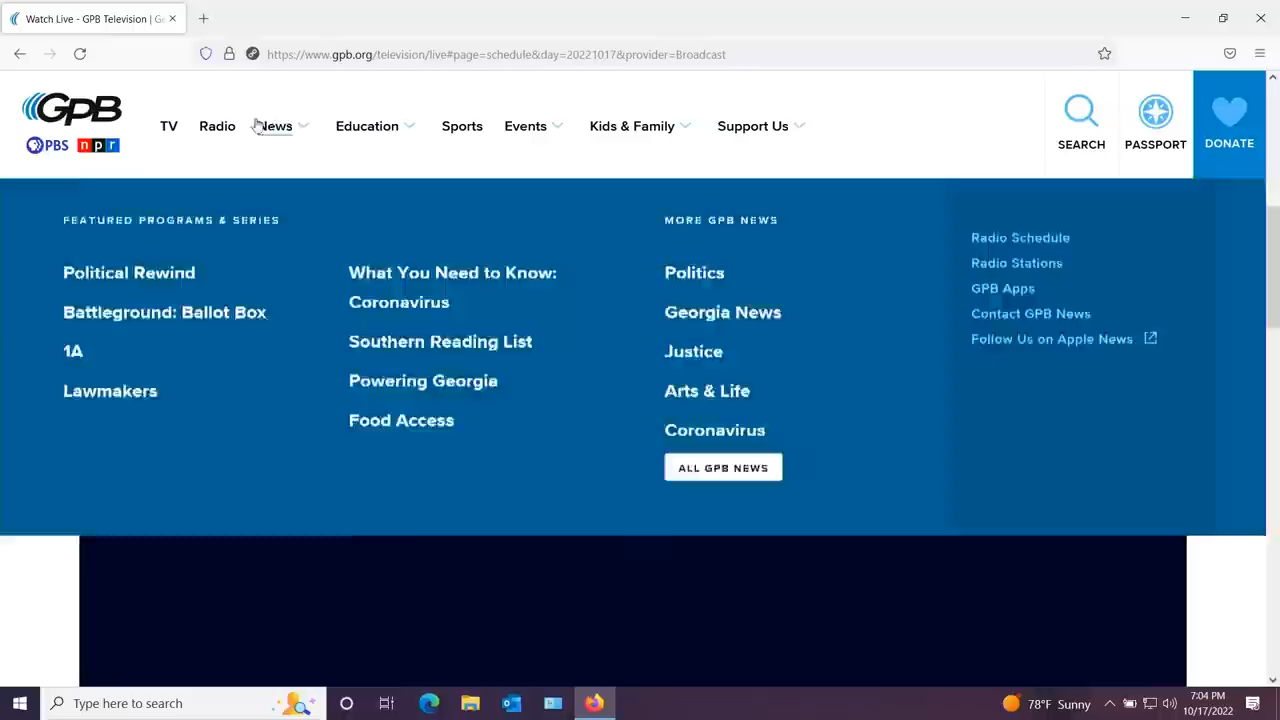 Watch Live - GPB Television | Ge
https://www.gpb.org/television/live#page=schedule&day=20221017&provider=Broadcast
GPB
PBS npr
TV Radio News Education Sports Events Kids & Family Support Us
SEARCH PASSPORT DONATE
FEATURED PROGRAMS & SERIES
Political Rewind
Battleground: Ballot Box
1A
Lawmakers
What You Need to Know:
Coronavirus
Southern Reading List
Powering Georgia
Food Access
MORE GPB NEWS
Politics
Georgia News
Justice
Arts & Life
Coronavirus
ALL GPB NEWS
Radio Schedule
Radio Stations
GPB Apps
Contact GPB News
Follow Us on Apple News
Type here to search
78°F Sunny
7:04 PM
10/17/2022